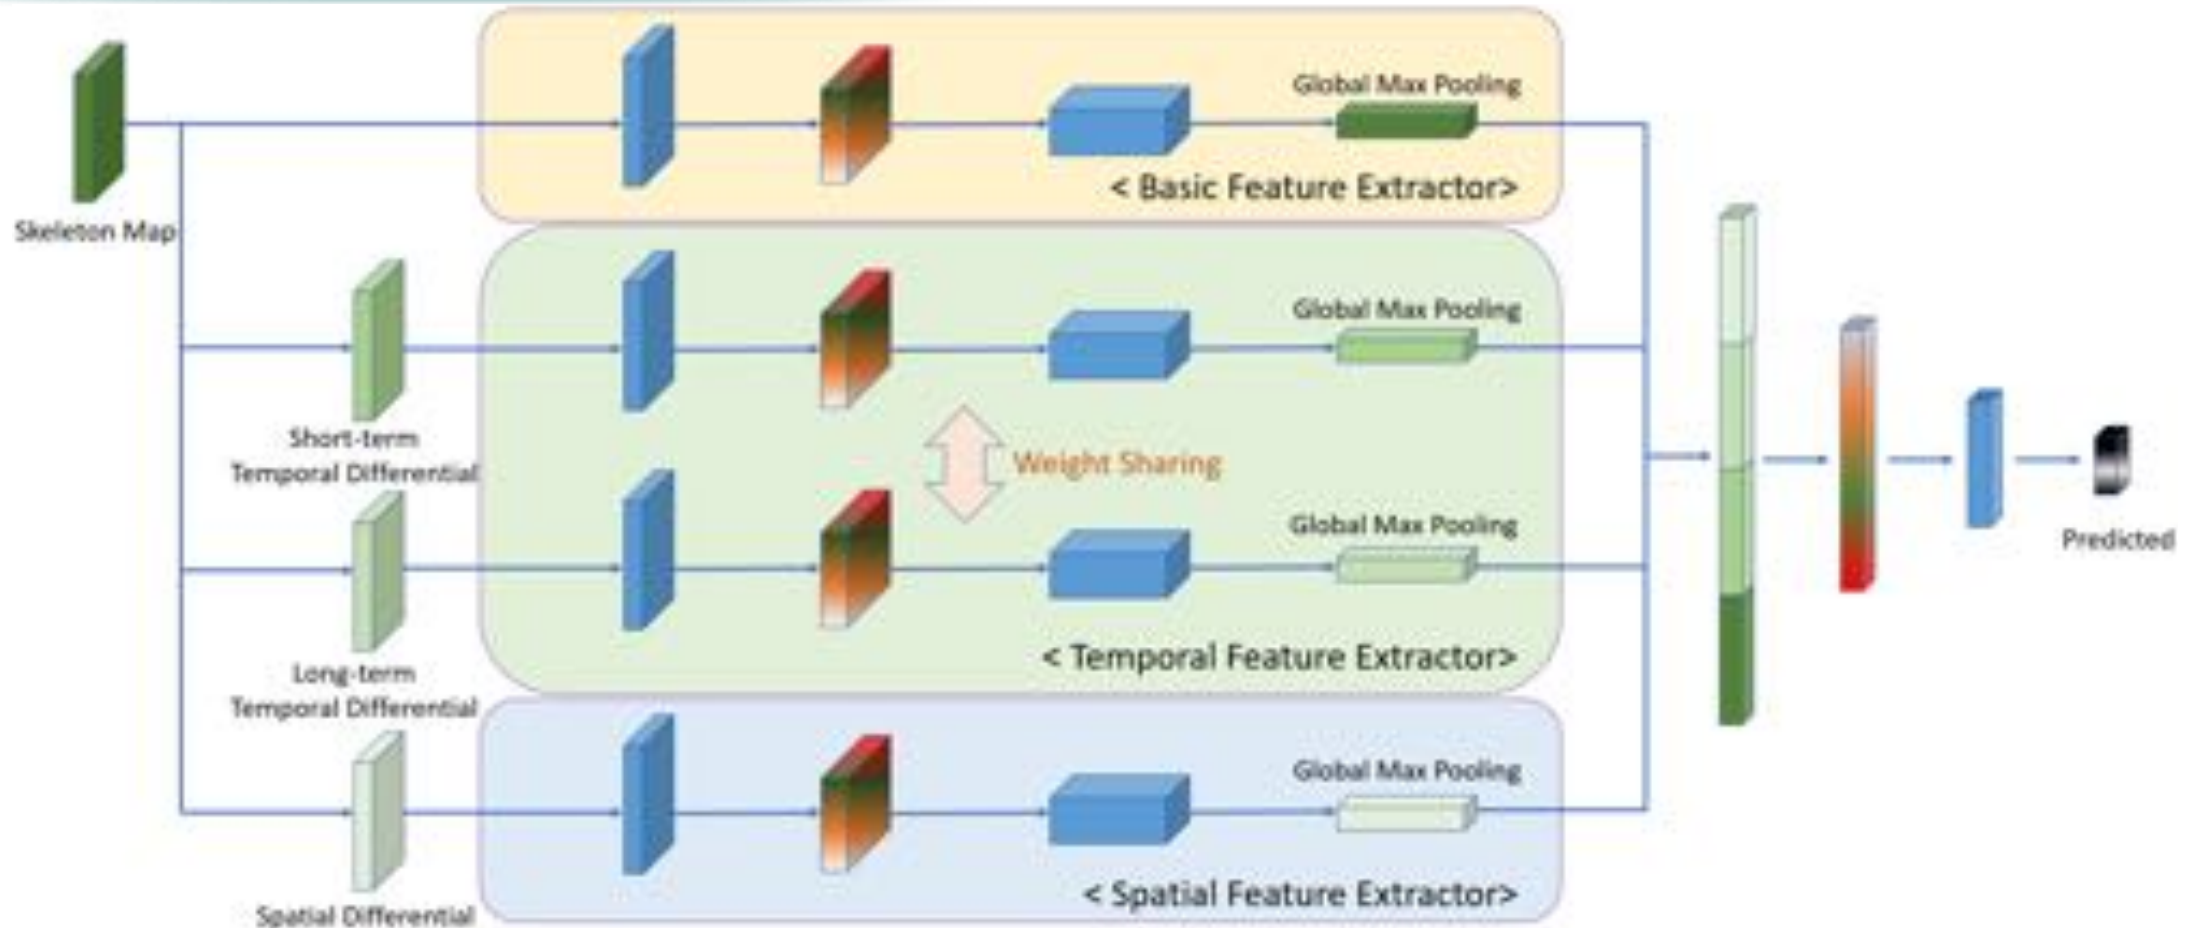 Global Max Pooling
< Basic Feature Extractor>
Skeleton Map
Global Max Pooling
Short-term
Temporal Differential
Weight Sharing
Global Max Pooling
Predicted
< Temporal Feature Extractor>
Long-term
Temporal Differential
Global Max Pooling
< Spatial Feature Extractor>
Spatial Differential